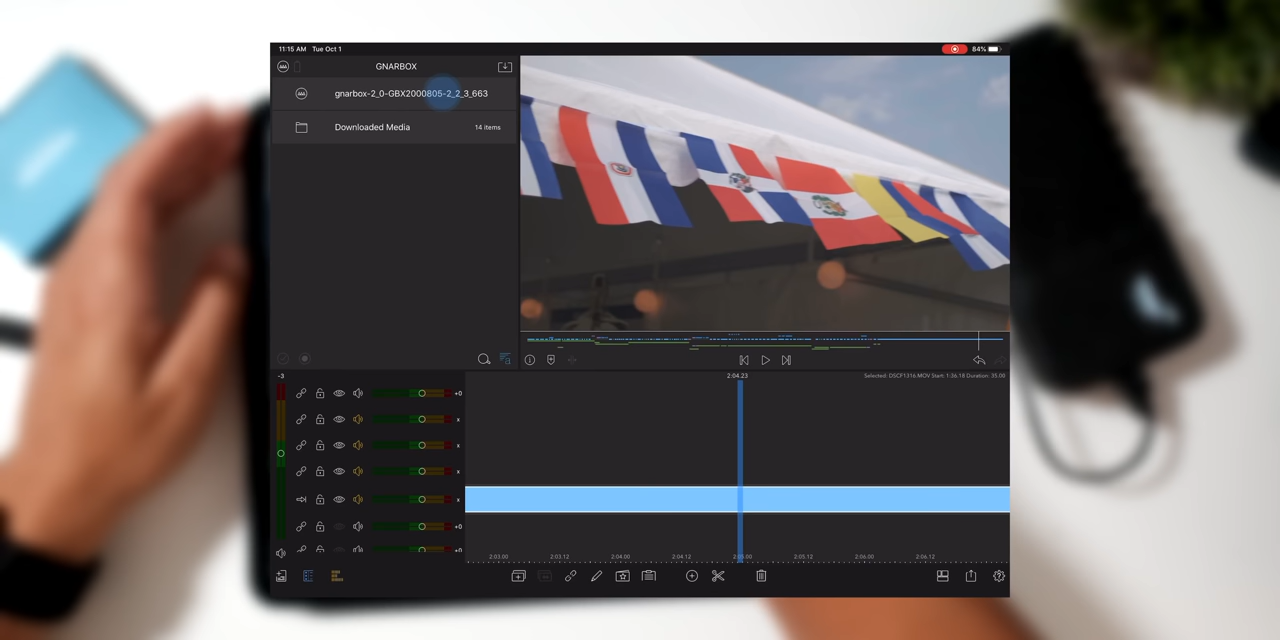 11:15 AM Tue Oct 1
84%
GNARBOX
gnarbox-2_0-GBX2000805-2_2_3_663
Downloaded Media 14 items
-3
2:04.23
Selected: DSCF1316.MOV Start: 1:36.18 Duration: 35.00
+0
x
x
x
x
+0
+0
2:03.00 2:03.12 2:04.00 2:04.12 2:05.00 2:05.12 2:06.00 2:06.12